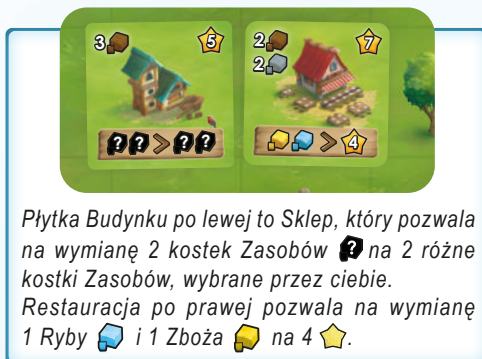 3 5 2 7
2
? ? > ? ? > 4
Płytka Budynku po lewej to Sklep, który pozwala
na wymianę 2 kostek Zasobów ? na 2 różne
kostki Zasobów, wybrane przez ciebie.
Restauracja po prawej pozwala na wymianę
1 Ryby i 1 Zboża na 4 .